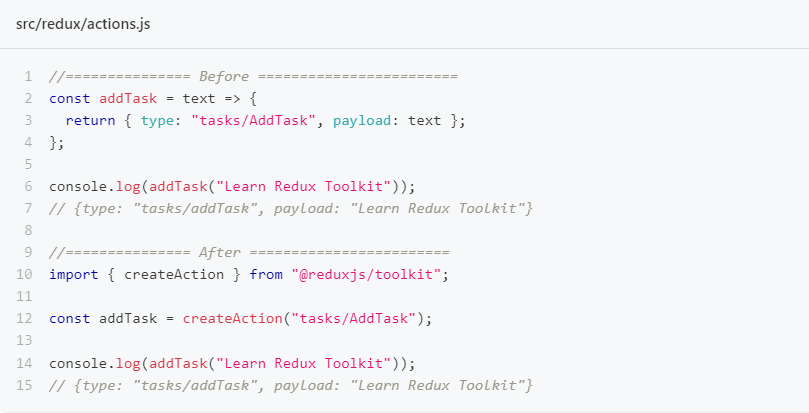 src/redux/actions.js
1 //=============== Before ========================
2 const addTask = text => {
3   return { type: "tasks/AddTask", payload: text };
4 };
5
6 console.log(addTask("Learn Redux Toolkit"));
7 // {type: "tasks/addTask", payload: "Learn Redux Toolkit"}
8
9 //=============== After ========================
10 import { createAction } from "@reduxjs/toolkit";
11
12 const addTask = createAction("tasks/AddTask");
13
14 console.log(addTask("Learn Redux Toolkit"));
15 // {type: "tasks/addTask", payload: "Learn Redux Toolkit"}